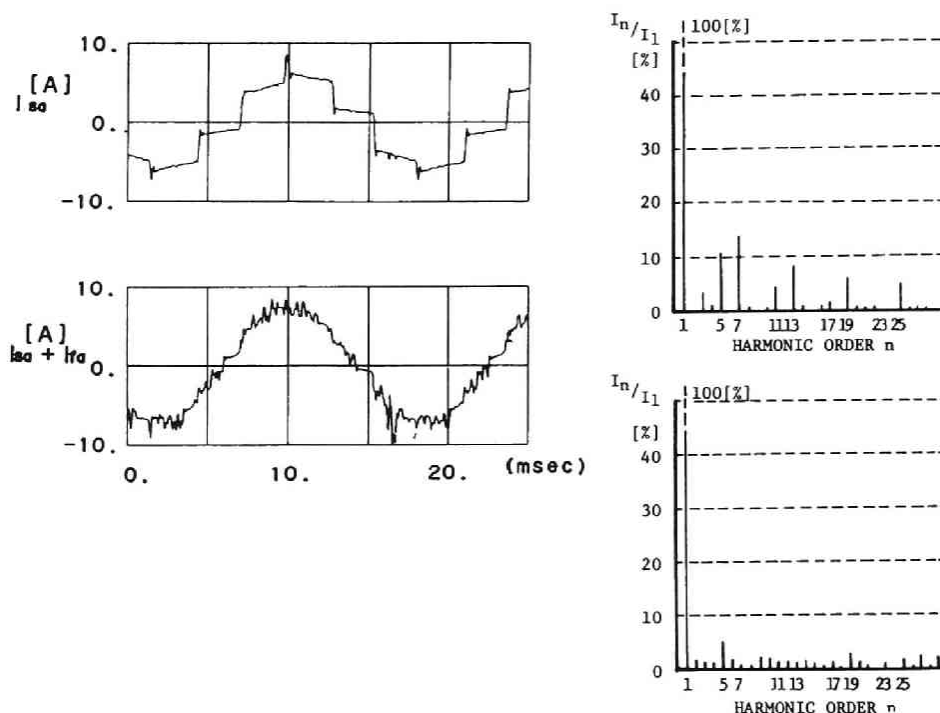 10.
[A]
Isa
0.
-10.
10.
[A]
Isa + Ifa
0.
-10.
0. 10. 20. (msec)
In/I1 100[%]
[%]
40
30
20
10
0
1 5 7 11 13 17 19 23 25
HARMONIC ORDER n
In/I1 100[%]
[%]
40
30
20
10
0
1 5 7 11 13 17 19 23 25
HARMONIC ORDER n